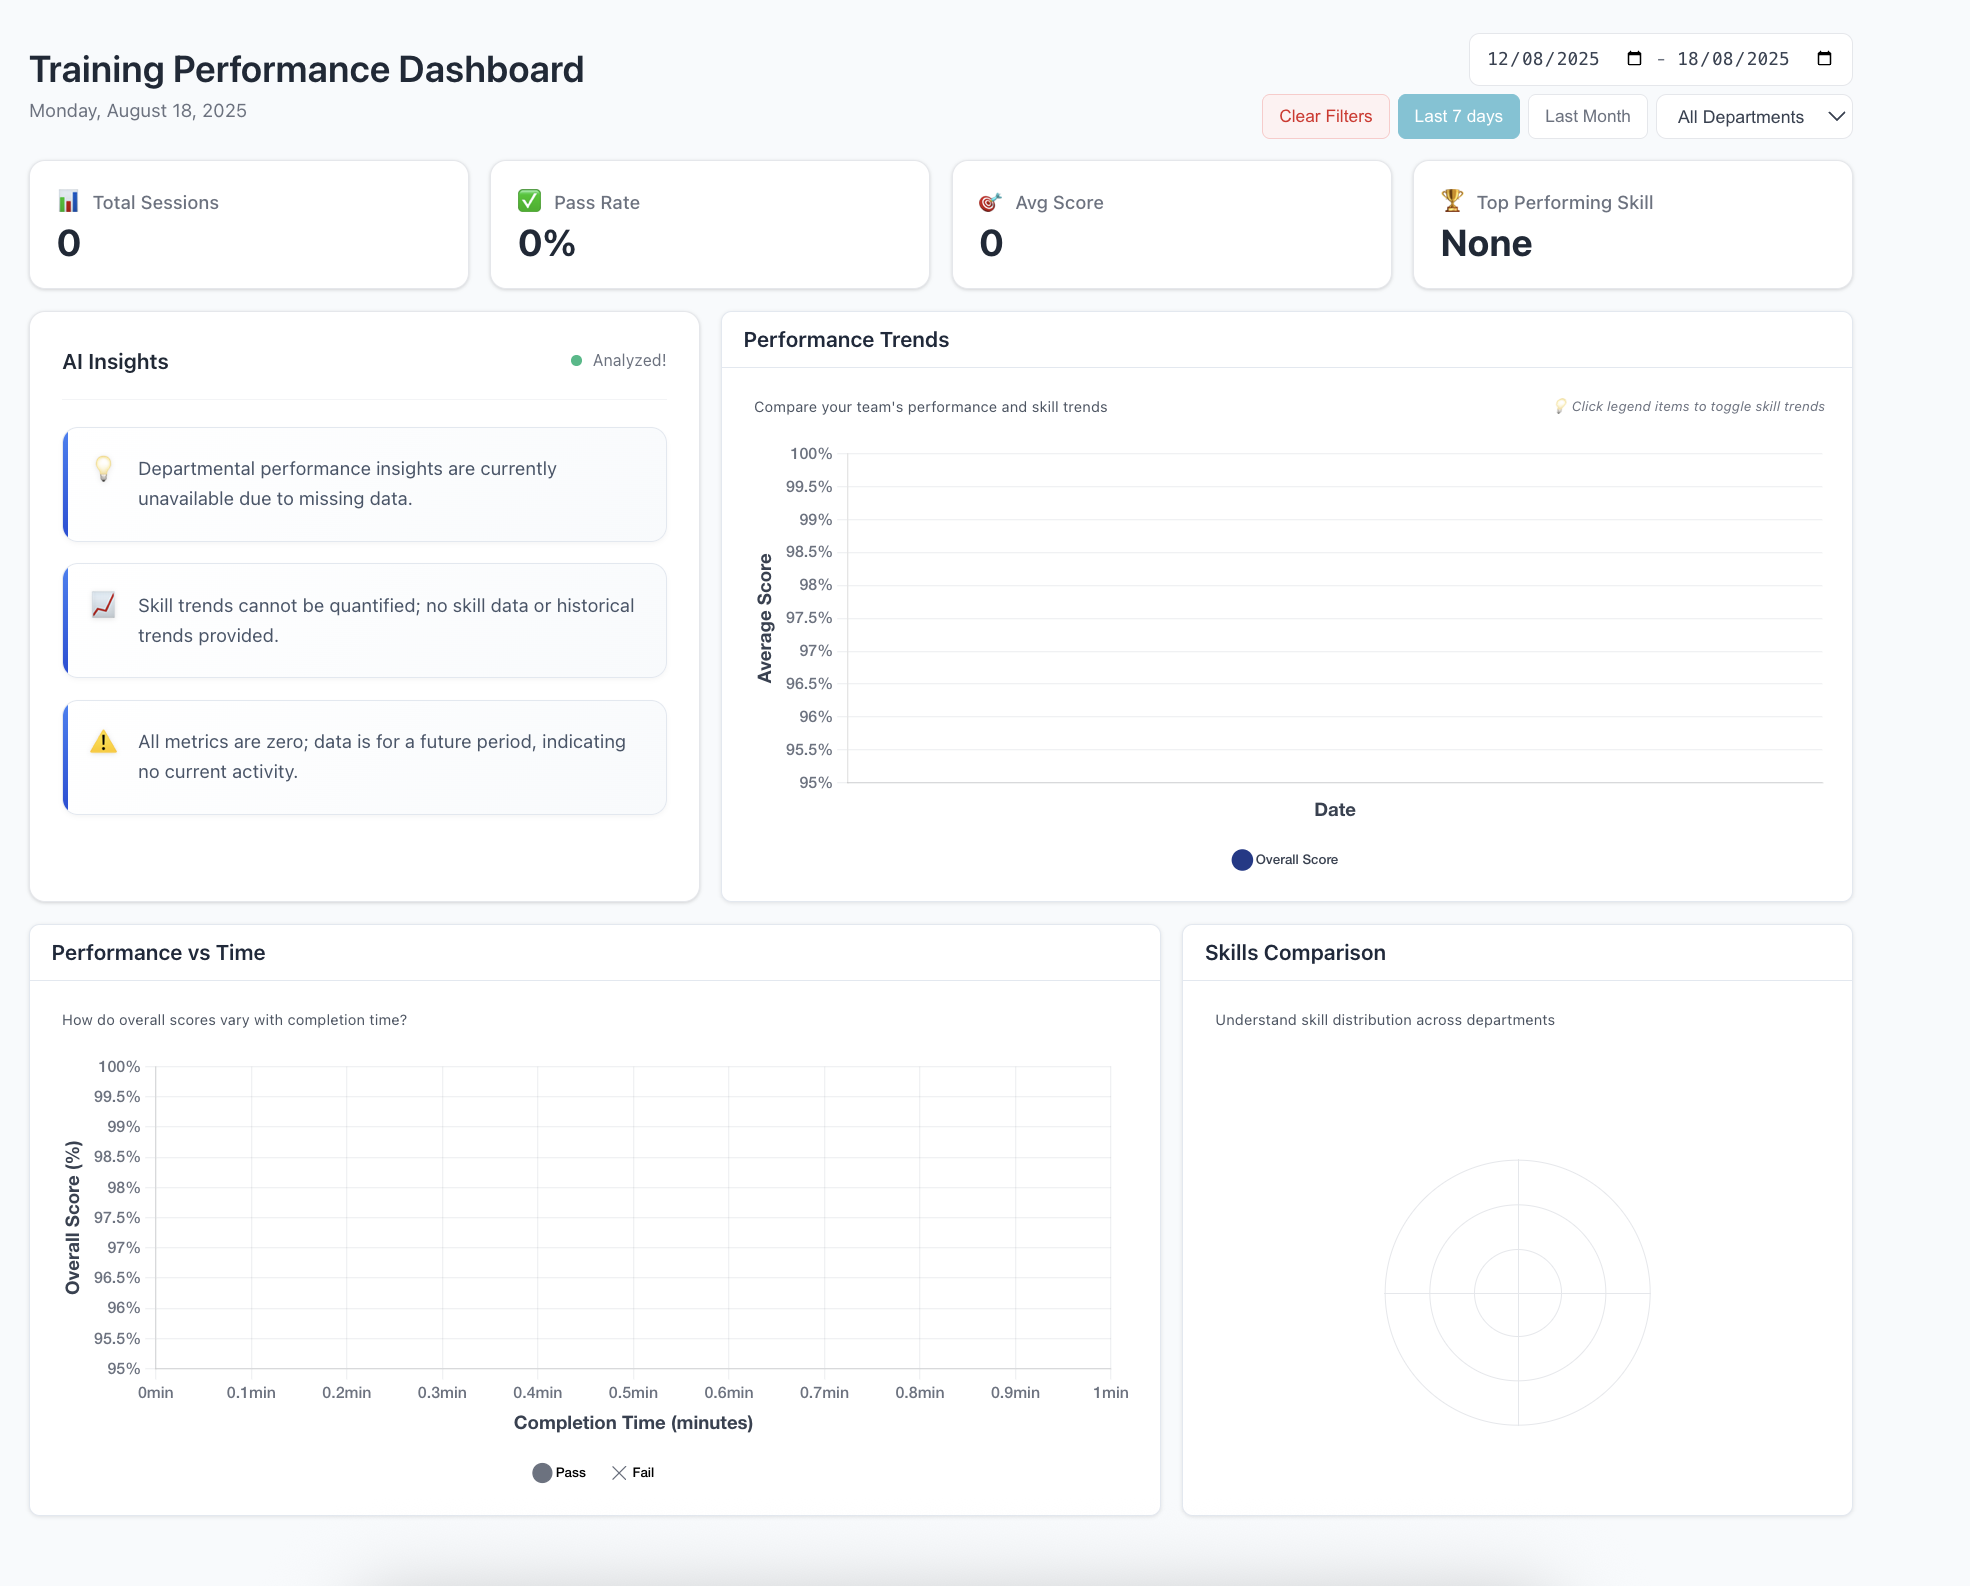 Training Performance Dashboard
Monday, August 18, 2025
12/08/2025 - 18/08/2025
Clear Filters
Last 7 days
Last Month
All Departments
Total Sessions
0
Pass Rate
0%
Avg Score
0
Top Performing Skill
None
AI Insights
Analyzed!
Departmental performance insights are currently
unavailable due to missing data.
Skill trends cannot be quantified; no skill data or historical
trends provided.
All metrics are zero; data is for a future period, indicating
no current activity.
Performance Trends
Compare your team's performance and skill trends
Click legend items to toggle skill trends
100%
99.5%
99%
98.5%
98%
97.5%
97%
96.5%
96%
95.5%
95%
Average Score
Date
Overall Score
Performance vs Time
How do overall scores vary with completion time?
100%
99.5%
99%
98.5%
98%
97.5%
97%
96.5%
96%
95.5%
95%
Overall Score (%)
0min 0.1min 0.2min 0.3min 0.4min 0.5min 0.6min 0.7min 0.8min 0.9min 1min
Completion Time (minutes)
Pass Fail
Skills Comparison
Understand skill distribution across departments